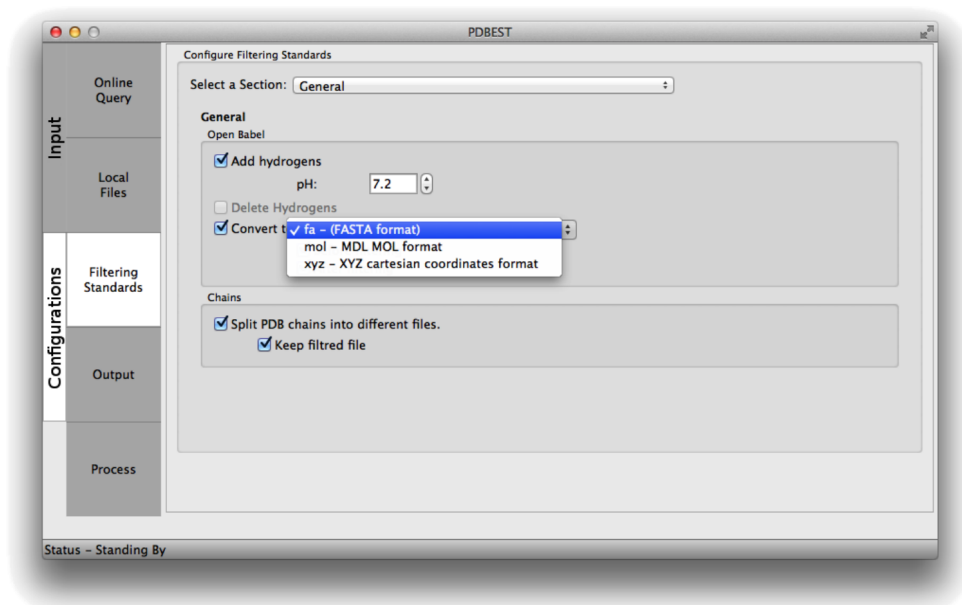 PDBEST
Configure Filtering Standards
Input
Online
Query
Local
Files
Configurations
Filtering
Standards
Output
Process
Select a Section: General
General
Open Babel
Add hydrogens
pH: 7.2
Delete Hydrogens
Convert t ✓ fa - (FASTA format)
mol - MDL MOL format
xyz - XYZ cartesian coordinates format
Chains
Split PDB chains into different files.
Keep filtred file
Status - Standing By